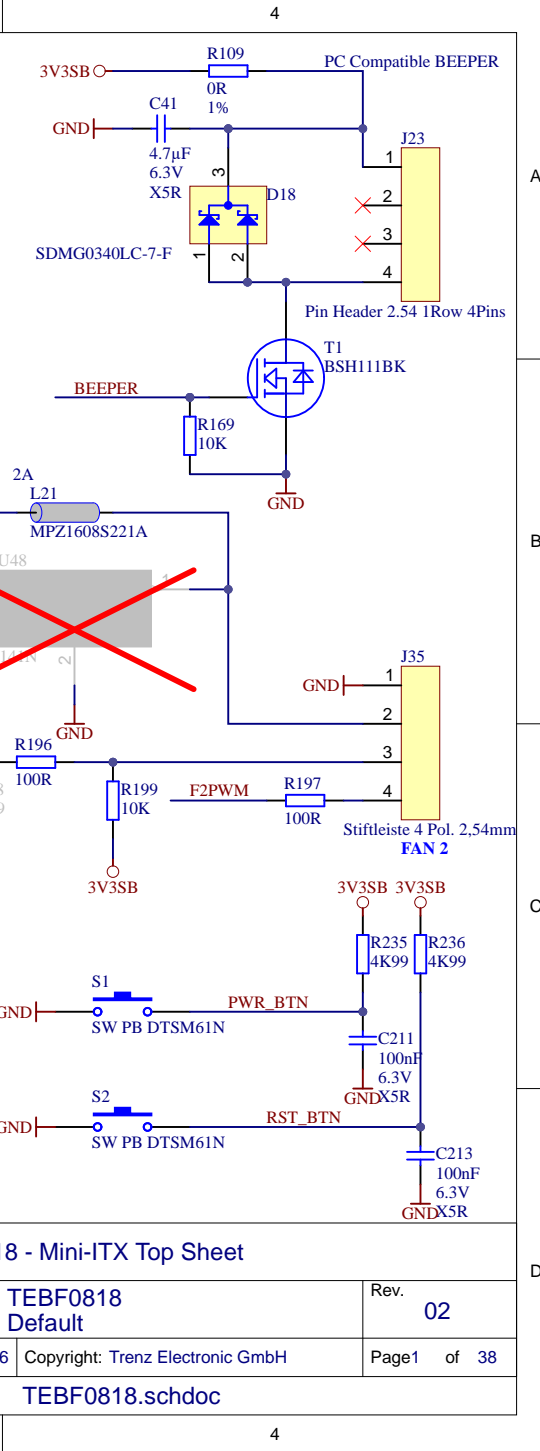 4
R109
PC Compatible BEEPER
3V3SB
0R
1%
C41
GND
4.7µF
6.3V
X5R
J23
1
2
3
4
A
3
D18
1
2
SDMG0340LC-7-F
Pin Header 2.54 1Row 4Pins
T1
BSH111BK
BEEPER
R169
10K
GND
2A
L21
MPZ1608S221A
B
U48
1
2
GND
J35
GND
1
2
3
4
R196
100R
R199
10K
F2PWM
R197
100R
Stiftleiste 4 Pol. 2,54mm
FAN 2
3V3SB
3V3SB
3V3SB
C
R235
4K99
R236
4K99
S1
GND
PWR_BTN
SW PB DTSM61N
C211
100nF
6.3V
X5R
GND
S2
GND
RST_BTN
SW PB DTSM61N
C213
100nF
6.3V
X5R
GND
18 - Mini-ITX Top Sheet
D
TEBF0818
Default
Rev.
02
6
Copyright: Trenz Electronic GmbH
Page1 of 38
TEBF0818.schdoc
4